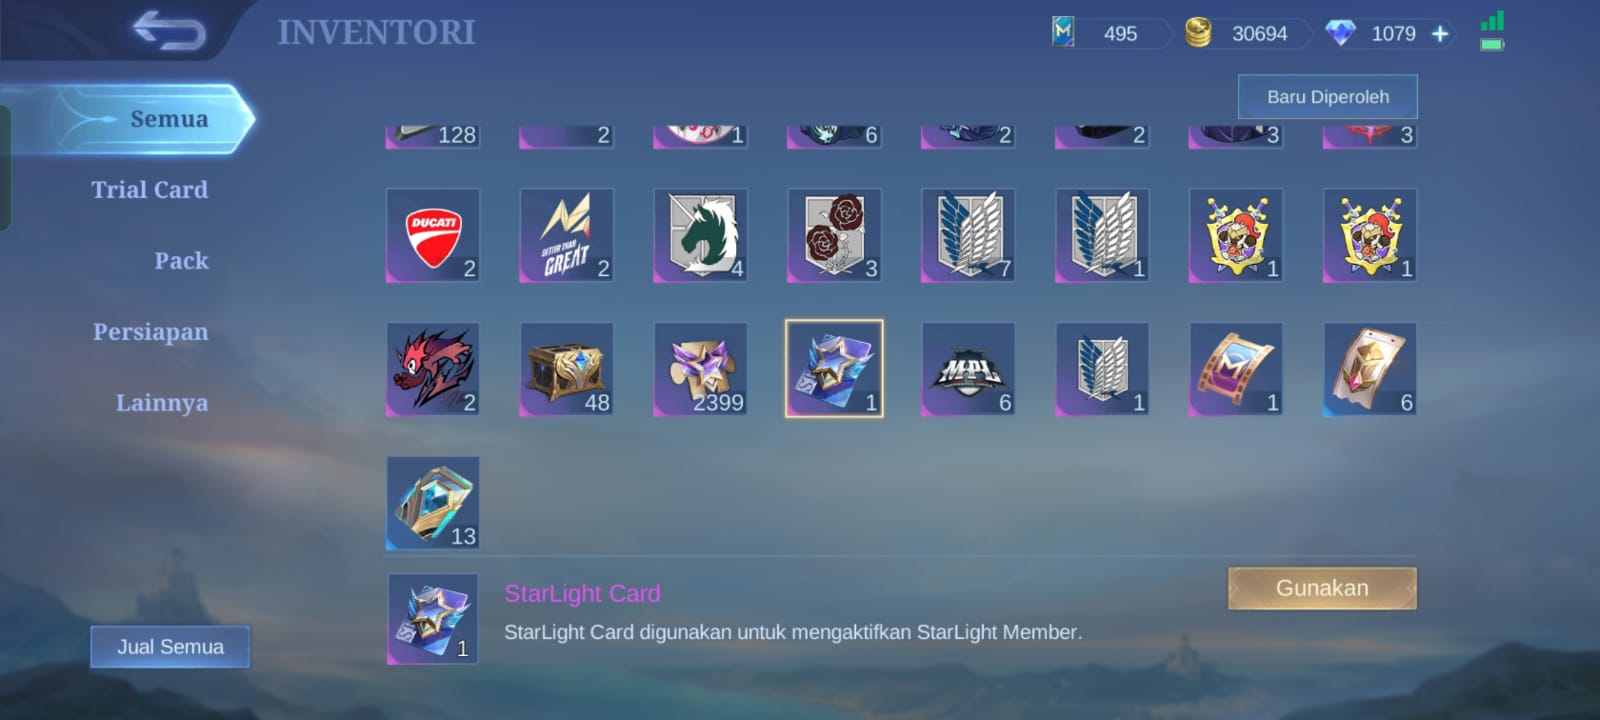 INVENTORI
495
30694
1079
Baru Diperoleh
Semua
Trial Card
Pack
Persiapan
Lainnya
128
2
1
6
2
2
3
3
DUCATI
2
BETTER THAN
GREAT
2
4
3
7
1
1
1
2
48
2399
1
MPL
6
1
M
1
6
13
1
StarLight Card
StarLight Card digunakan untuk mengaktifkan StarLight Member.
Gunakan
Jual Semua